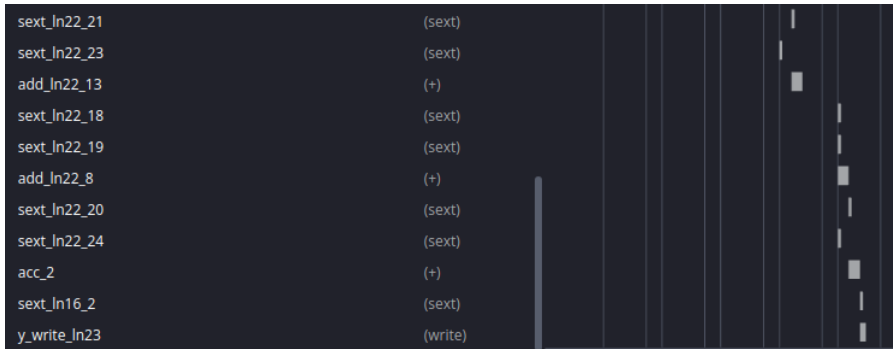 sext_ln22_21 (sext)
sext_ln22_23 (sext)
add_ln22_13 (+)
sext_ln22_18 (sext)
sext_ln22_19 (sext)
add_ln22_8 (+)
sext_ln22_20 (sext)
sext_ln22_24 (sext)
acc_2 (+)
sext_ln16_2 (sext)
y_write_ln23 (write)